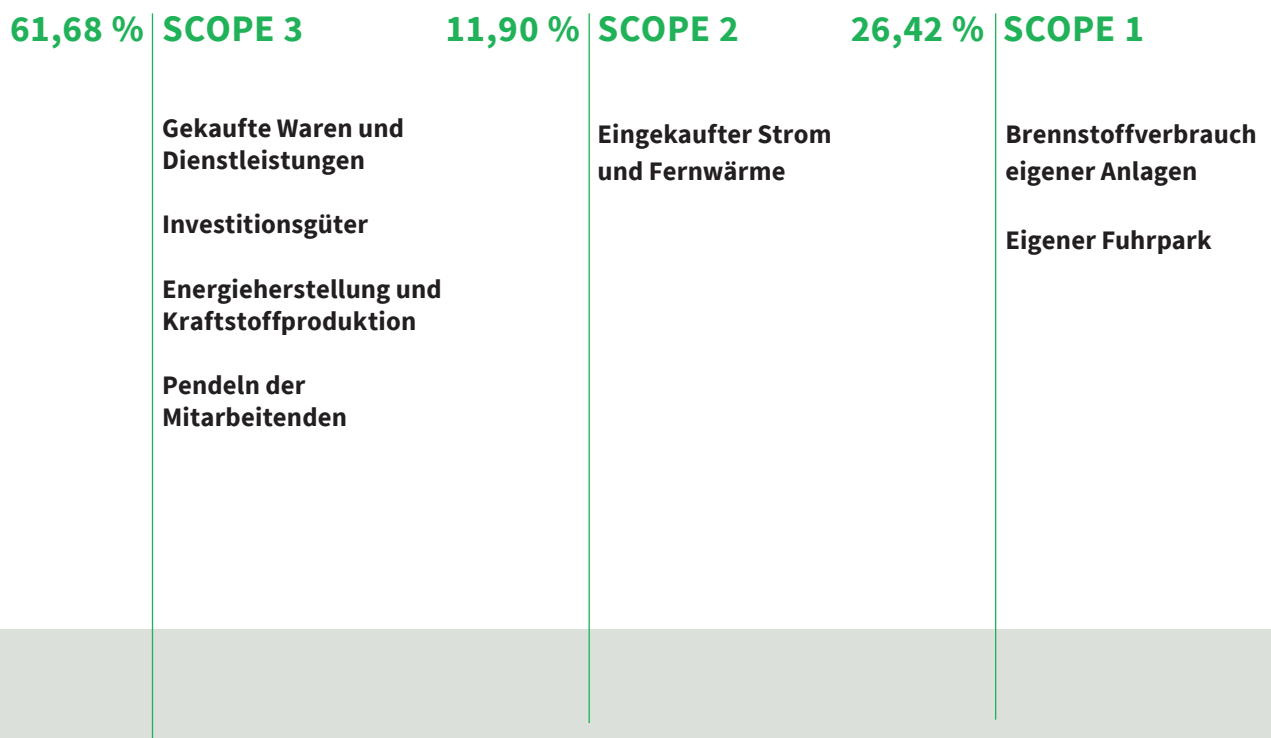 61,68 % SCOPE 3
Gekaufte Waren und
Dienstleistungen
Investitionsgüter
Energieherstellung und
Kraftstoffproduktion
Pendeln der
Mitarbeitenden
11,90 % SCOPE 2
Eingekaufter Strom
und Fernwärme
26,42 % SCOPE 1
Brennstoffverbrauch
eigener Anlagen
Eigener Fuhrpark